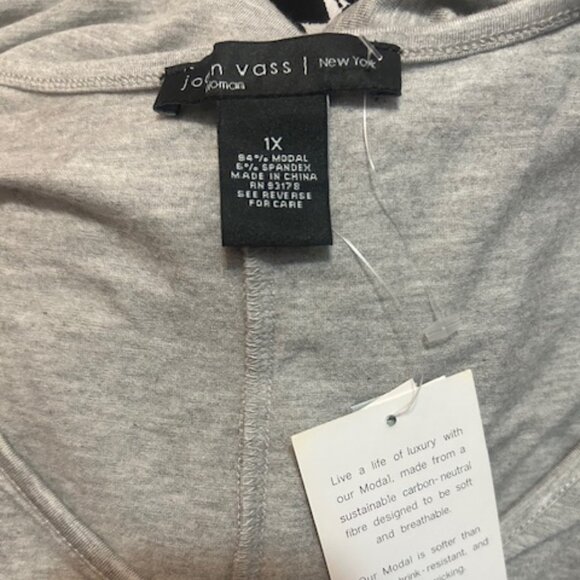 vass | New York
1X
94% MODAL
6% SPANDEX
MADE IN CHINA
RN 93178
SEE REVERSE
FOR CARE
Live a life of luxury with
our Modal, made from a
sustainable carbon-neutral
fibre designed to be soft
and breathable.
Our Modal is softer than
resistant, and